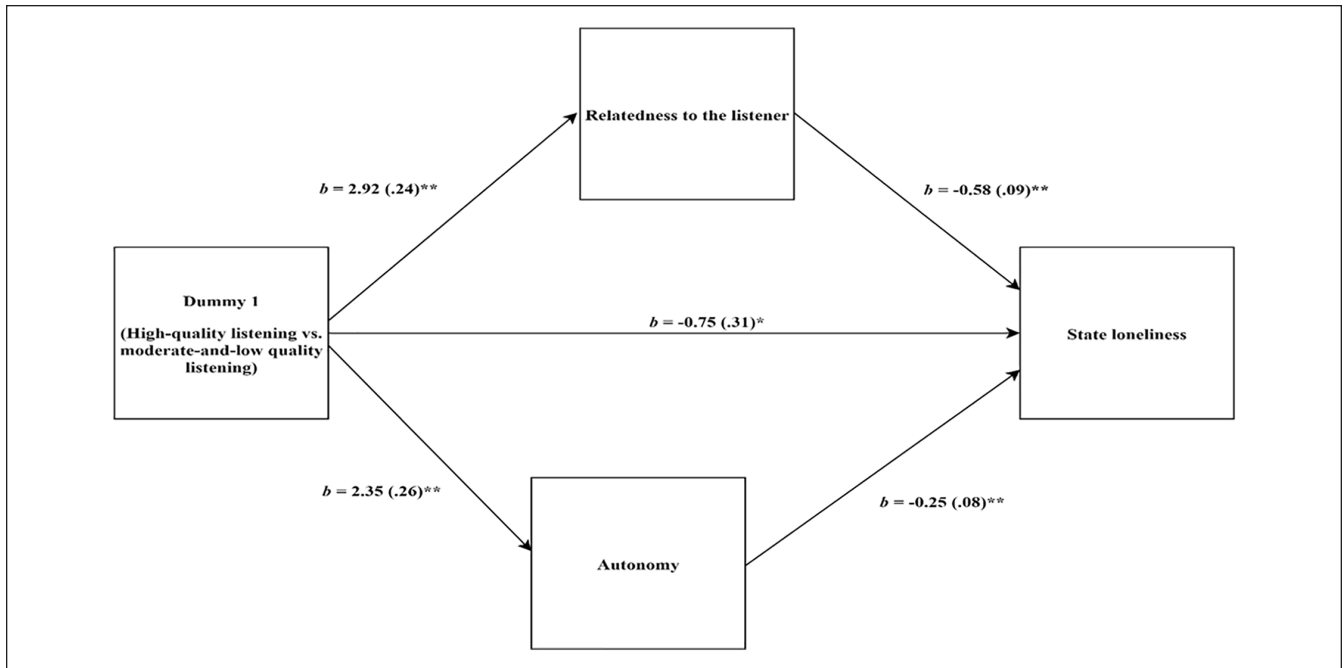 Relatedness to the listener
b = 2.92 (.24)**
b = -0.58 (.09)**
Dummy 1
(High-quality listening vs.
moderate-and-low quality
listening)
b = -0.75 (.31)*
State loneliness
b = 2.35 (.26)**
b = -0.25 (.08)**
Autonomy